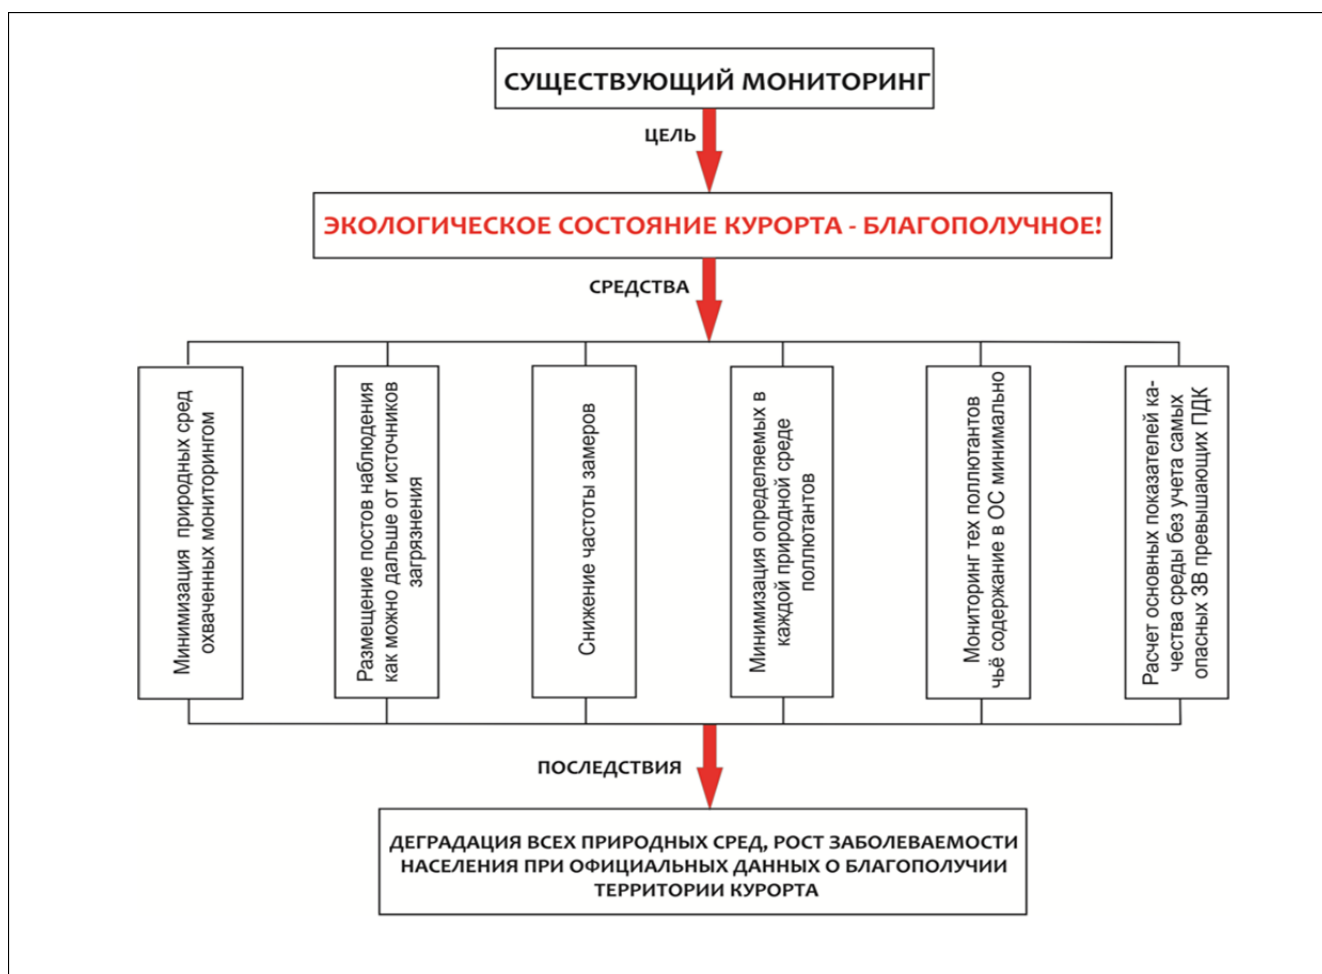 СУЩЕСТВУЮЩИЙ МОНИТОРИНГ
ЦЕЛЬ
ЭКОЛОГИЧЕСКОЕ СОСТОЯНИЕ КУРОРТА - БЛАГОПОЛУЧНОЕ!
СРЕДСТВА
Минимизация природных сред
охваченных мониторингом
Размещение постов наблюдения
как можно дальше от источников
загрязнения
Снижение частоты замеров
Минимизация определяемых в
каждой природной среде
поллютантов
Мониторинг тех поллютантов
чьё содержание в ОС минимально
Расчет основных показателей ка-
чества среды без учета самых
опасных ЗВ превышающих ПДК
ПОСЛЕДСТВИЯ
ДЕГРАДАЦИЯ ВСЕХ ПРИРОДНЫХ СРЕД, РОСТ ЗАБОЛЕВАЕМОСТИ
НАСЕЛЕНИЯ ПРИ ОФИЦИАЛЬНЫХ ДАННЫХ О БЛАГОПОЛУЧИИ
ТЕРРИТОРИИ КУРОРТА